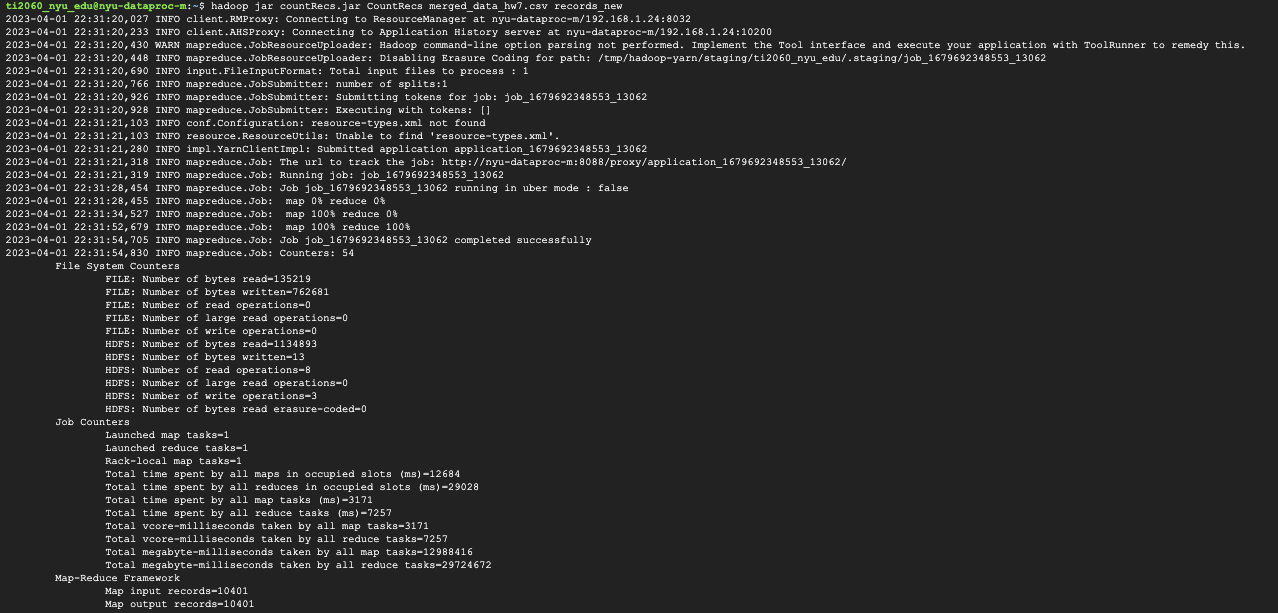 ti2060_nyu_edu@nyu-dataproc-m:~$ hadoop jar countRecs.jar CountRecs merged_data_hw7.csv records_new
2023-04-01 22:31:20,027 INFO client.RMProxy: Connecting to ResourceManager at nyu-dataproc-m/192.168.1.24:8032
2023-04-01 22:31:20,233 INFO client.AHSProxy: Connecting to Application History server at nyu-dataproc-m/192.168.1.24:10200
2023-04-01 22:31:20,430 WARN mapreduce.JobResourceUploader: Hadoop command-line option parsing not performed. Implement the Tool interface and execute your application with ToolRunner to remedy this.
2023-04-01 22:31:20,448 INFO mapreduce.JobResourceUploader: Disabling Erasure Coding for path: /tmp/hadoop-yarn/staging/ti2060_nyu_edu/.staging/job_1679692348553_13062
2023-04-01 22:31:20,690 INFO input.FileInputFormat: Total input files to process : 1
2023-04-01 22:31:20,766 INFO mapreduce.JobSubmitter: number of splits:1
2023-04-01 22:31:20,926 INFO mapreduce.JobSubmitter: Submitting tokens for job: job_1679692348553_13062
2023-04-01 22:31:20,928 INFO mapreduce.JobSubmitter: Executing with tokens: []
2023-04-01 22:31:21,103 INFO conf.Configuration: resource-types.xml not found
2023-04-01 22:31:21,103 INFO resource.ResourceUtils: Unable to find 'resource-types.xml'.
2023-04-01 22:31:21,280 INFO impl.YarnClientImpl: Submitted application application_1679692348553_13062
2023-04-01 22:31:21,318 INFO mapreduce.Job: The url to track the job: http://nyu-dataproc-m:8088/proxy/application_1679692348553_13062/
2023-04-01 22:31:21,319 INFO mapreduce.Job: Running job: job_1679692348553_13062
2023-04-01 22:31:28,454 INFO mapreduce.Job: Job job_1679692348553_13062 running in uber mode : false
2023-04-01 22:31:28,455 INFO mapreduce.Job:  map 0% reduce 0%
2023-04-01 22:31:34,527 INFO mapreduce.Job:  map 100% reduce 0%
2023-04-01 22:31:52,679 INFO mapreduce.Job:  map 100% reduce 100%
2023-04-01 22:31:54,705 INFO mapreduce.Job: Job job_1679692348553_13062 completed successfully
2023-04-01 22:31:54,830 INFO mapreduce.Job: Counters: 54
File System Counters
FILE: Number of bytes read=135219
FILE: Number of bytes written=762681
FILE: Number of read operations=0
FILE: Number of large read operations=0
FILE: Number of write operations=0
HDFS: Number of bytes read=1134893
HDFS: Number of bytes written=13
HDFS: Number of read operations=8
HDFS: Number of large read operations=0
HDFS: Number of write operations=3
HDFS: Number of bytes read erasure-coded=0
Job Counters
Launched map tasks=1
Launched reduce tasks=1
Rack-local map tasks=1
Total time spent by all maps in occupied slots (ms)=12684
Total time spent by all reduces in occupied slots (ms)=29028
Total time spent by all map tasks (ms)=3171
Total time spent by all reduce tasks (ms)=7257
Total vcore-milliseconds taken by all map tasks=3171
Total vcore-milliseconds taken by all reduce tasks=7257
Total megabyte-milliseconds taken by all map tasks=12988416
Total megabyte-milliseconds taken by all reduce tasks=29724672
Map-Reduce Framework
Map input records=10401
Map output records=10401